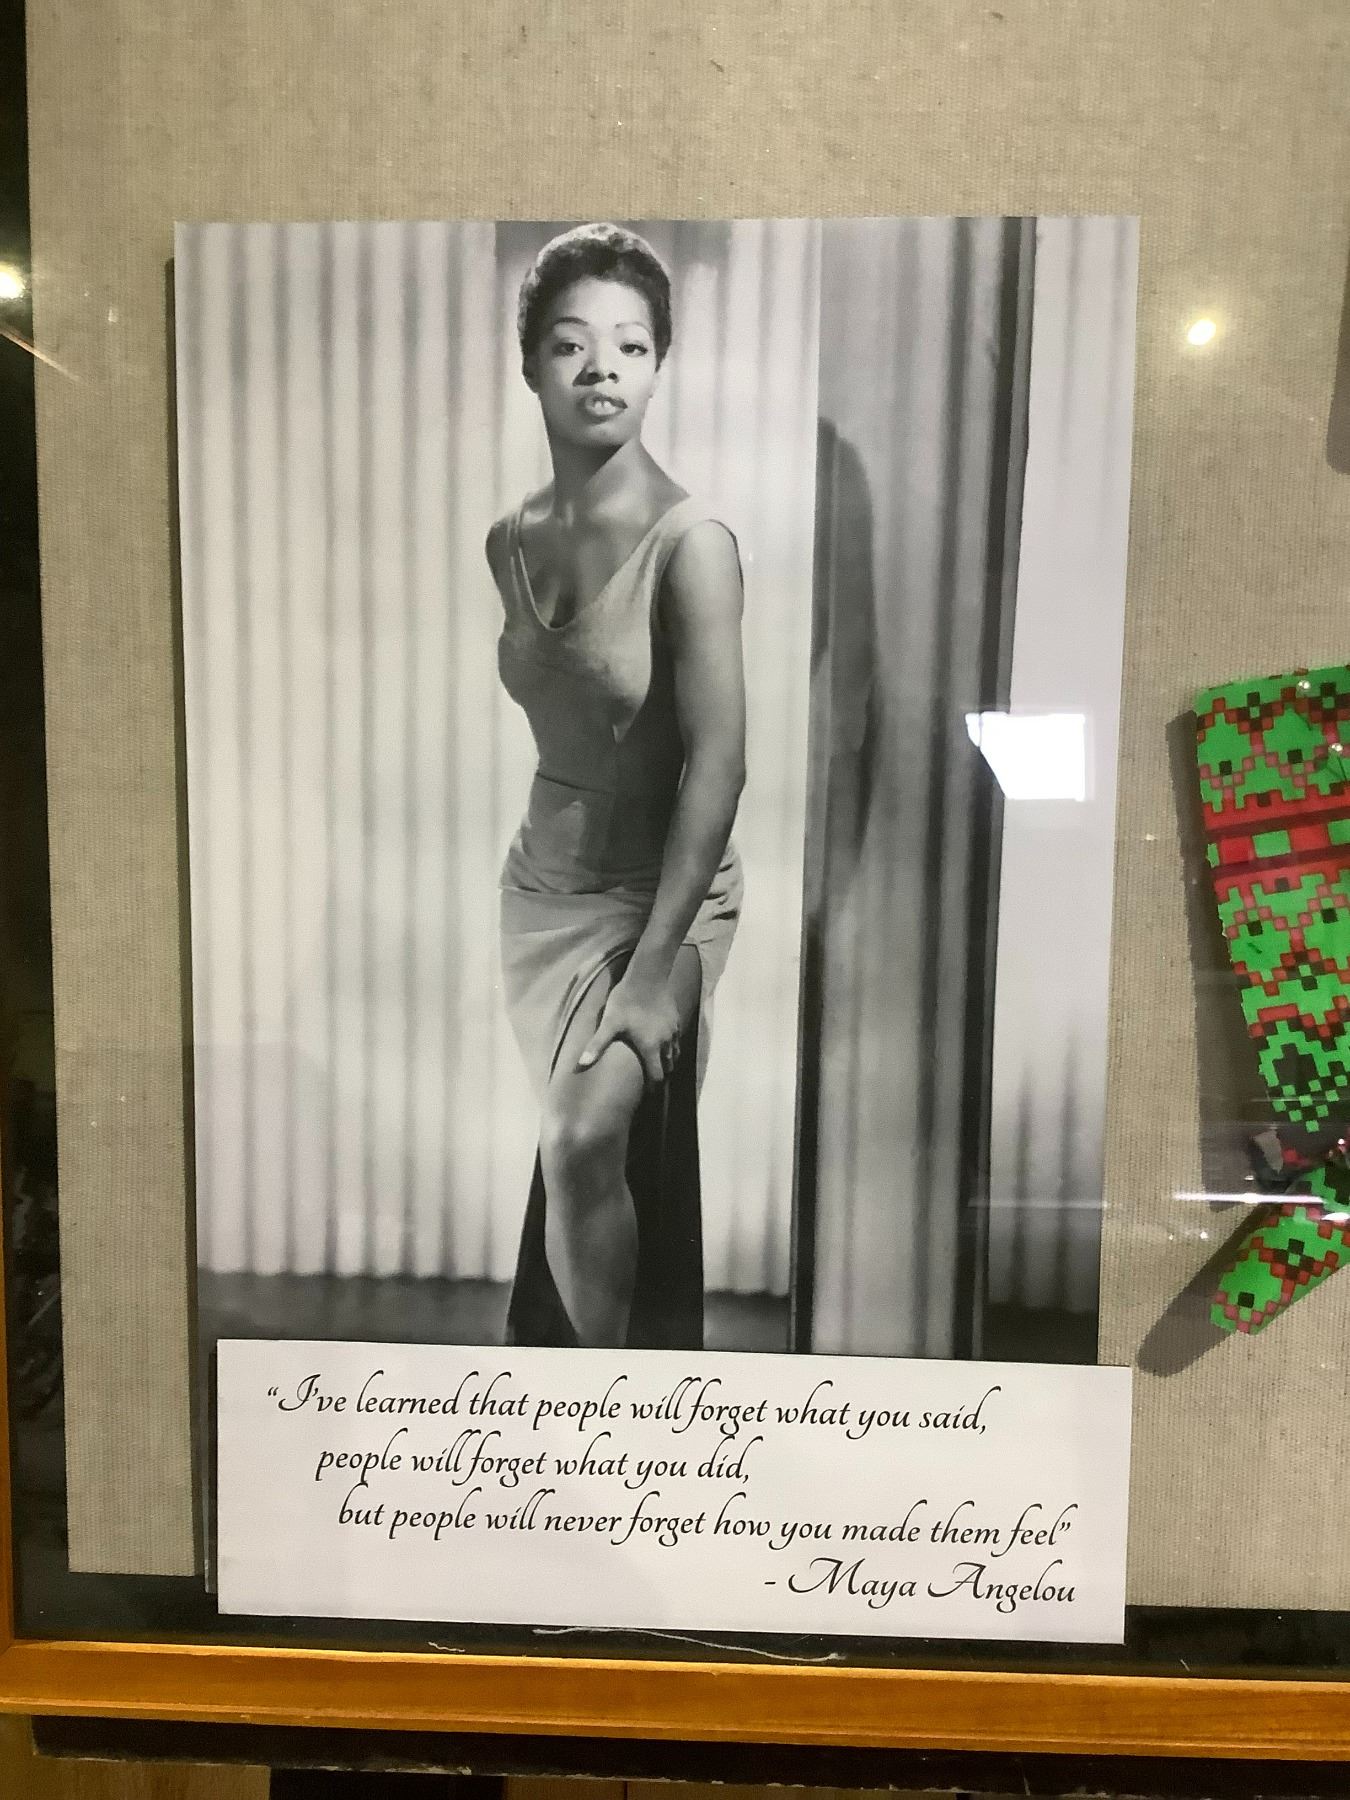 “I've learned that people will forget what you said,
people will forget what you did,
but people will never forget how you made them feel”
- Maya Angelou